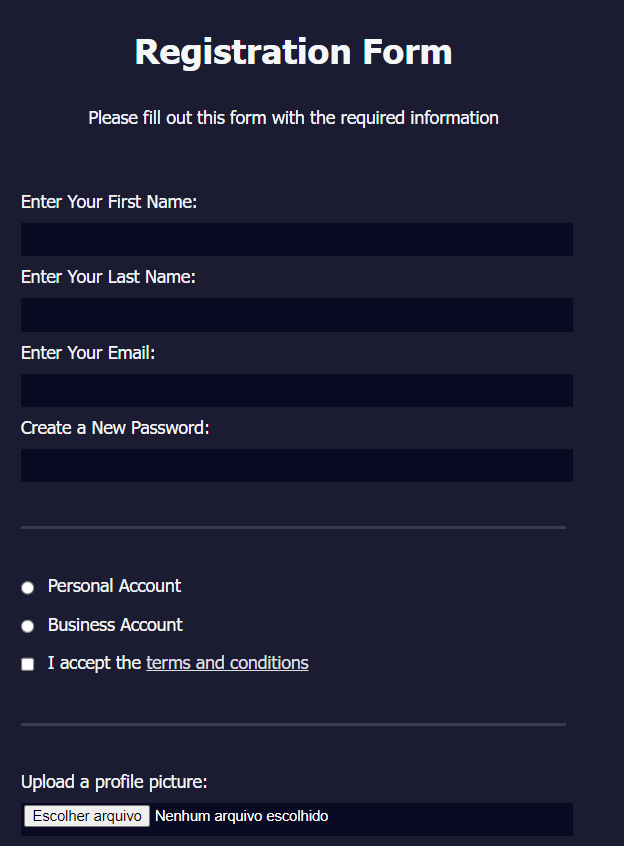 Registration Form
Please fill out this form with the required information
Enter Your First Name:
Enter Your Last Name:
Enter Your Email:
Create a New Password:
Personal Account
Business Account
I accept the terms and conditions
Upload a profile picture:
Escolher arquivo Nenhum arquivo escolhido